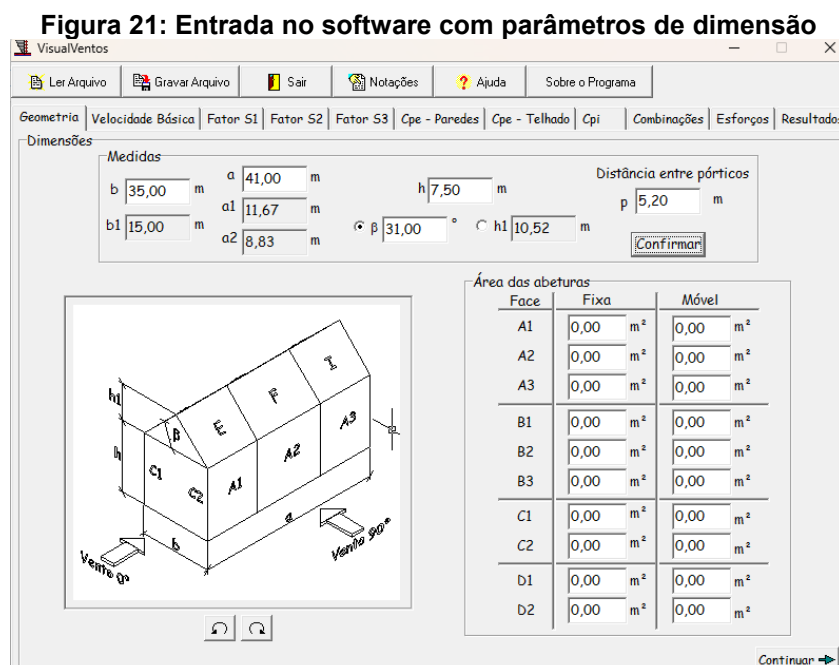 Figura 21: Entrada no software com parâmetros de dimensão
VisualVentos
Ler Arquivo Gravar Arquivo Sair Notações Ajuda Sobre o Programa
Geometria Velocidade Básica Fator S1 Fator S2 Fator S3 Cpe - Paredes Cpe - Telhado Cpi Combinações Esforços Resultados
Dimensões
Medidas
b 35,00 m a 41,00 m h 7,50 m Distância entre pórticos
b1 15,00 m a1 11,67 m β 31,00 ° h1 10,52 m p 5,20 m
a2 8,83 m Confirmar
Área das aberturas
Face Fixa Móvel
A1 0,00 m² 0,00 m²
A2 0,00 m² 0,00 m²
A3 0,00 m² 0,00 m²
B1 0,00 m² 0,00 m²
B2 0,00 m² 0,00 m²
B3 0,00 m² 0,00 m²
C1 0,00 m² 0,00 m²
C2 0,00 m² 0,00 m²
D1 0,00 m² 0,00 m²
D2 0,00 m² 0,00 m²
h1 β E F I
h C1 C2 A1 A2 A3
b a
Vento 0° Vento 90°
Continuar